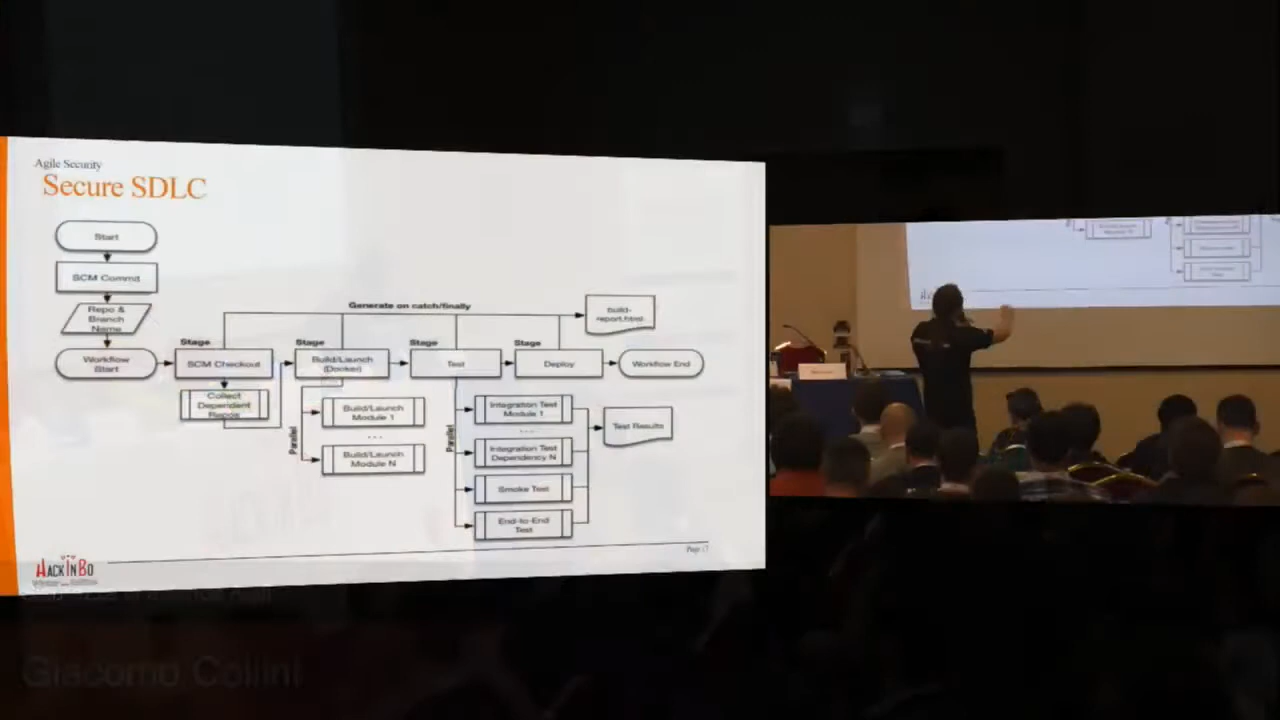 Agile Security
Secure SDLC
Start
SCM Commit
Repo &
Branch
Name
Workflow
Start
Generate on catch/finally
build-
report.html
Stage
SCM Checkout
Stage
Build/Launch
(Docker)
Stage
Test
Stage
Deploy
Workflow End
Collect
Dependent
Repos
Parallel
Build/Launch
Module 1
...
Build/Launch
Module N
Parallel
Integration Test
Module 1
...
Integration Test
Dependency N
Smoke Test
End-to-End
Test
Test Results
HACKINBO
Page 17
Giacomo Collini